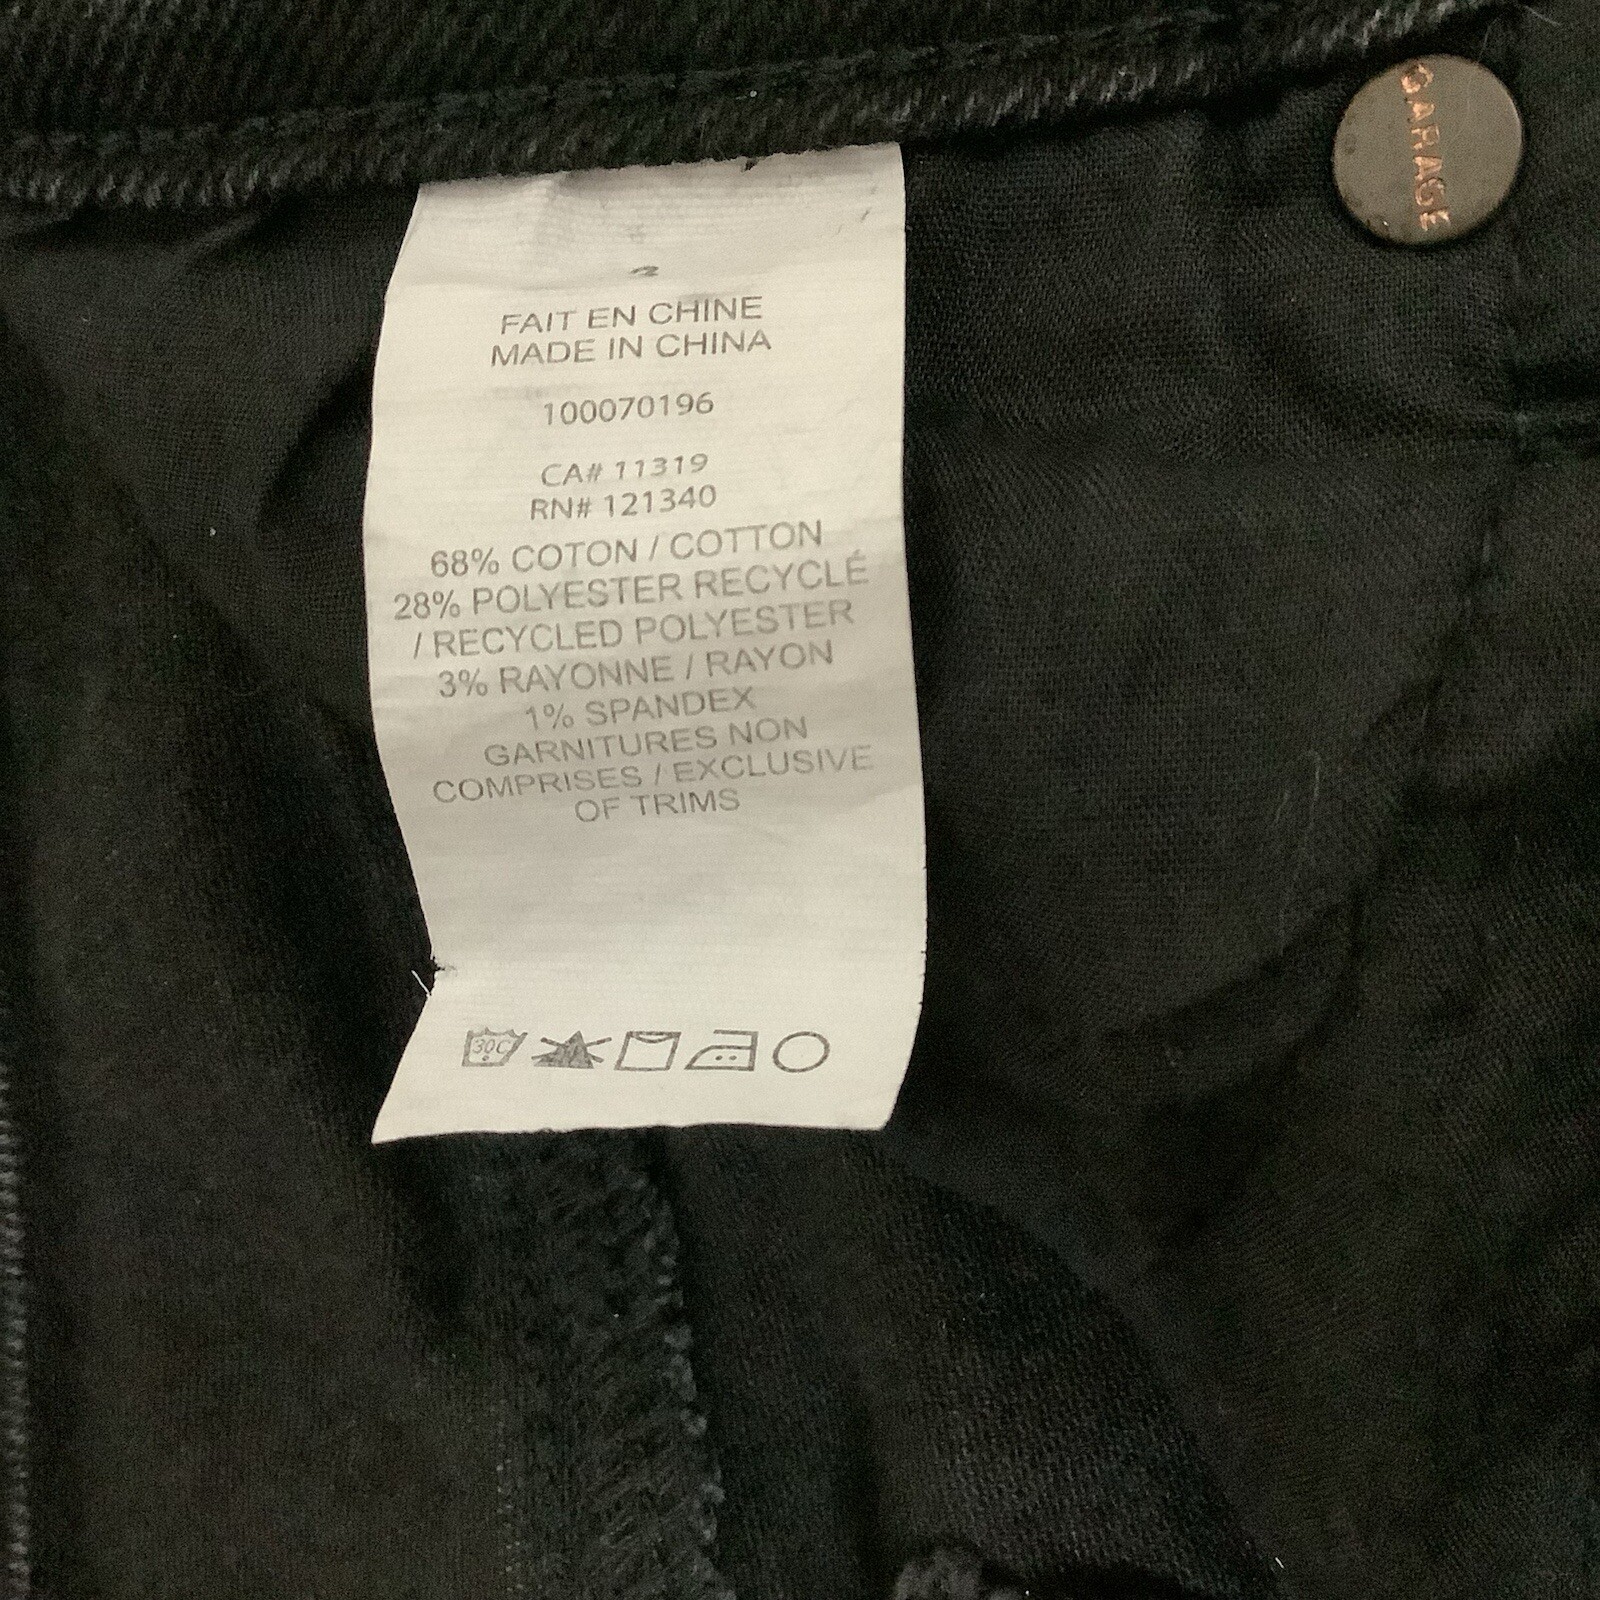 GARAGE
FAIT EN CHINE
MADE IN CHINA
100070196
CA# 11319
RN# 121340
68% COTON / COTTON
28% POLYESTER RECYCLÉ
/ RECYCLED POLYESTER
3% RAYONNE / RAYON
1% SPANDEX
GARNITURES NON
COMPRISES / EXCLUSIVE
OF TRIMS
30C